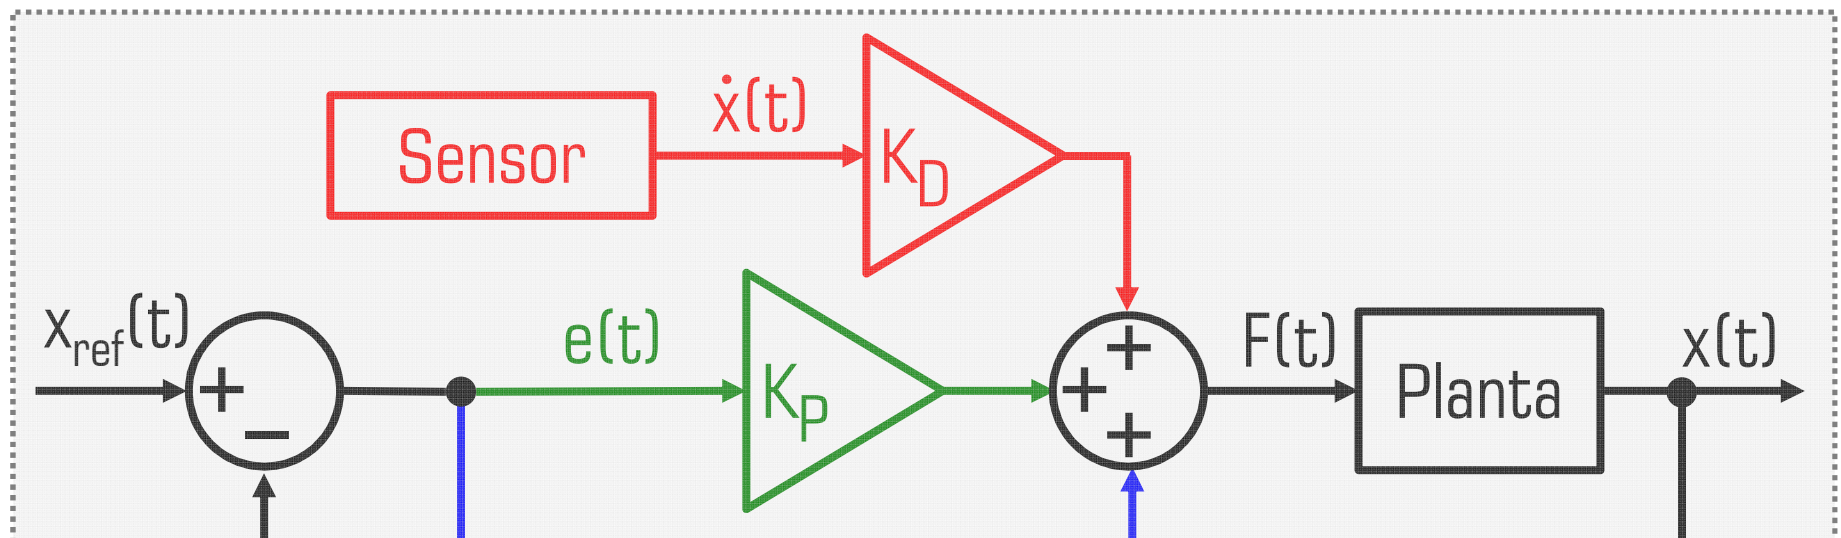 ẋ(t)
Sensor
K_D
x_ref(t)
e(t)
F(t)
x(t)
+
+
+
K_P
Planta
−
+